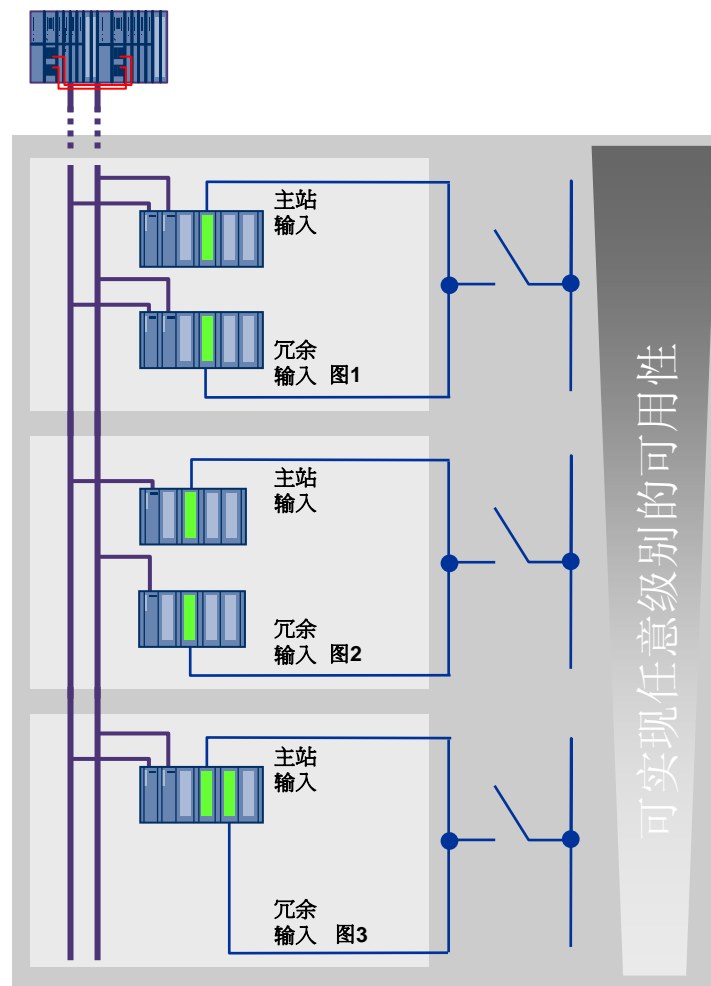 主站
输入
冗余
输入 图1
主站
输入
冗余
输入 图2
主站
输入
冗余
输入 图3
可实现任意级别的可用性